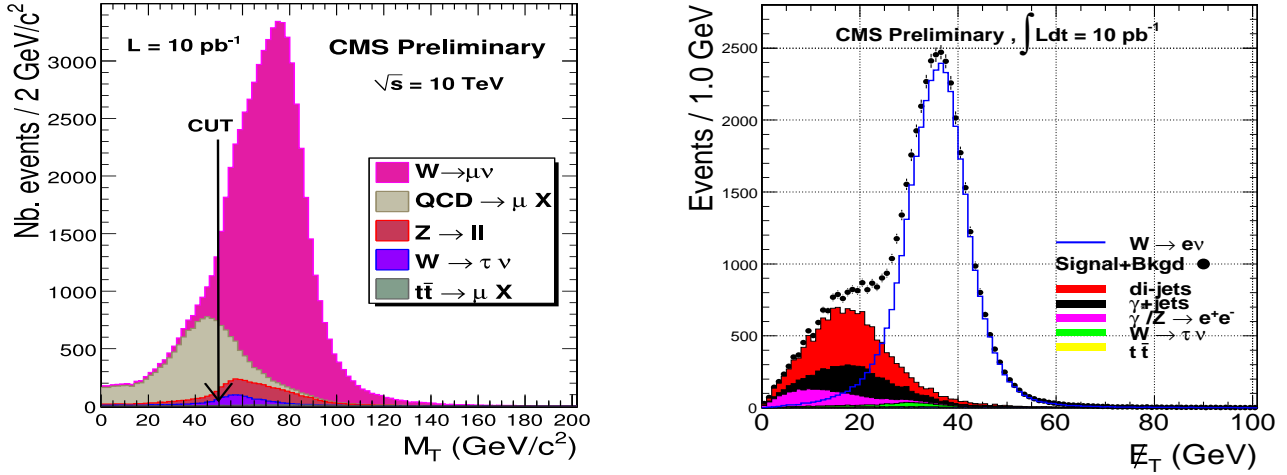 L = 10 pb⁻¹
CMS Preliminary
√s = 10 TeV
CUT
W→μν
QCD → μ X
Z → ll
W → τ ν
tt̄ → μ X
Nb. events / 2 GeV/c²
0
500
1000
1500
2000
2500
3000
0 20 40 60 80 100 120 140 160 180 200
M_T (GeV/c²)
CMS Preliminary , ∫Ldt = 10 pb⁻¹
W → eν
Signal+Bkgd
di-jets
γ+jets
γ /Z → e⁺e⁻
W → τ ν
t t̄
Events / 1.0 GeV
0
500
1000
1500
2000
2500
0 20 40 60 80 100
E̸_T (GeV)